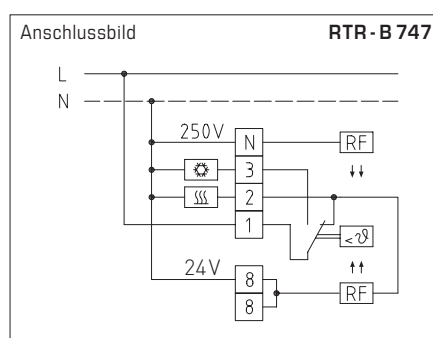 Anschlussbild RTR - B 747
L
N
250V N RF
3
2
1 <ϑ
24V 8 RF
8